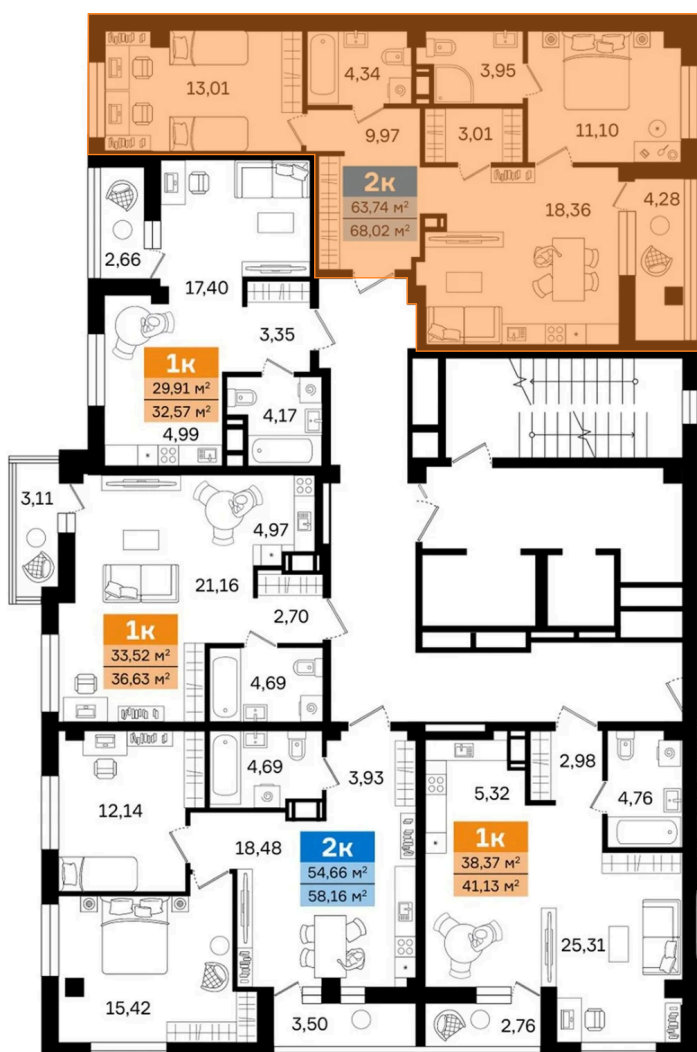 13,01
4,34
3,95
11,10
9,97
3,01
2к
63,74 м²
68,02 м²
18,36
4,28
2,66
17,40
3,35
1к
29,91 м²
32,57 м²
4,99
4,17
3,11
4,97
21,16
2,70
1к
33,52 м²
36,63 м²
4,69
4,69
3,93
2,98
4,76
5,32
12,14
18,48
2к
54,66 м²
58,16 м²
1к
38,37 м²
41,13 м²
25,31
15,42
3,50
2,76